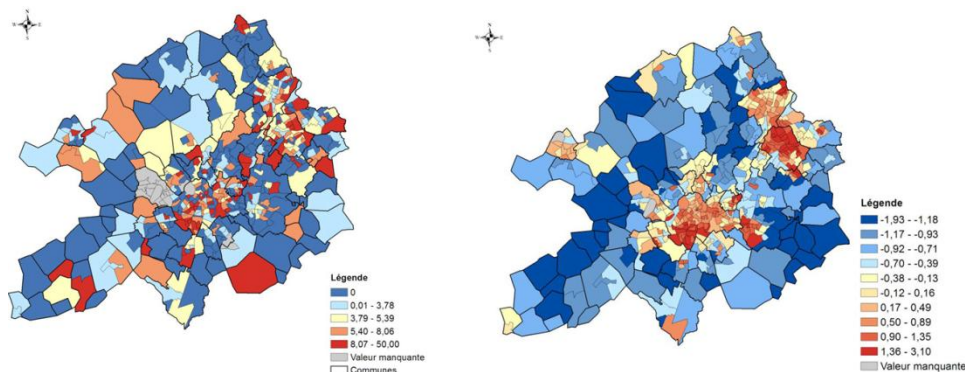 N
W
E
S
Légende
0
0,01 - 3,78
3,79 - 5,39
5,40 - 8,06
8,07 - 50,00
Valeur manquante
Communes
N
W
E
S
Légende
-1,93 - -1,18
-1,17 - -0,93
-0,92 - -0,71
-0,70 - -0,39
-0,38 - -0,13
-0,12 - 0,16
0,17 - 0,49
0,50 - 0,89
0,90 - 1,35
1,36 - 3,10
Valeur manquante